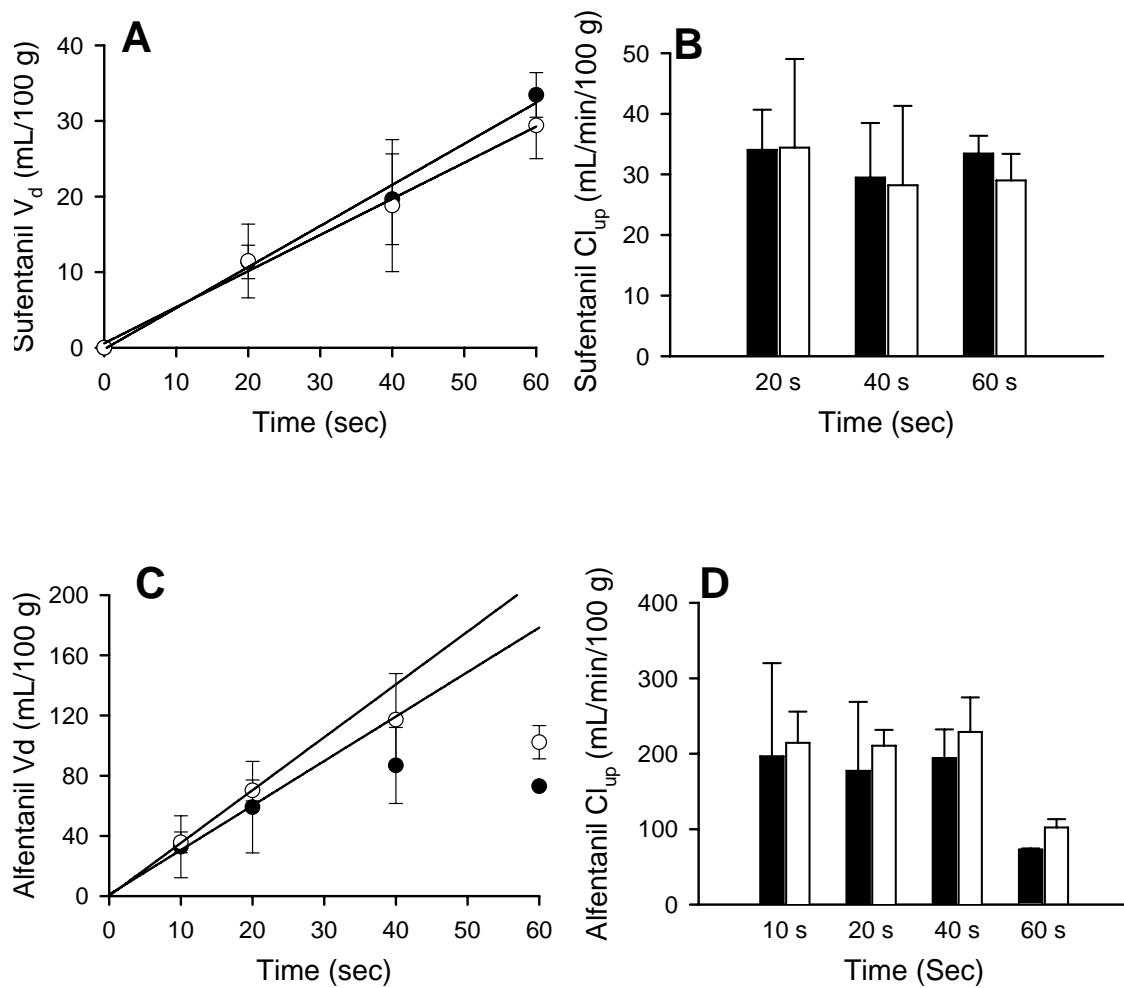 A
Sufentanil Vd (mL/100 g)
40
30
20
10
0
0 10 20 30 40 50 60
Time (sec)
B
Sufentanil Clup (mL/min/100 g)
50
40
30
20
10
0
20 s 40 s 60 s
Time (sec)
C
Alfentanil Vd (mL/100 g)
200
160
120
80
40
0
0 10 20 30 40 50 60
Time (sec)
D
Alfentanil Clup (mL/min/100 g)
400
300
200
100
0
10 s 20 s 40 s 60 s
Time (Sec)